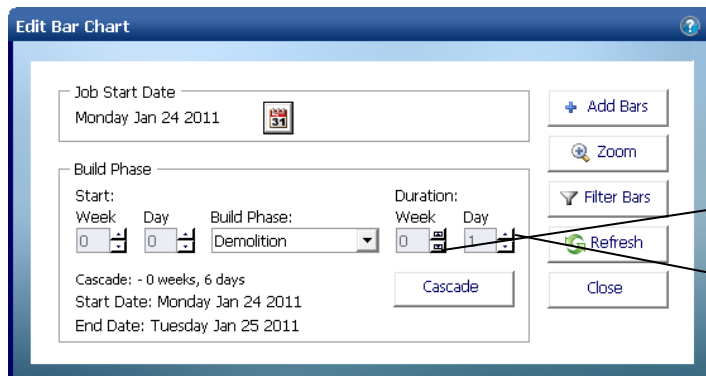 Edit Bar Chart ?
Job Start Date
Monday Jan 24 2011 31
Add Bars
Zoom
Build Phase
Filter Bars
Start: Duration:
Week Day Build Phase: Week Day
0 0 Demolition 0 1
Refresh
Cascade: - 0 weeks, 6 days
Cascade Close
Start Date: Monday Jan 24 2011
End Date: Tuesday Jan 25 2011